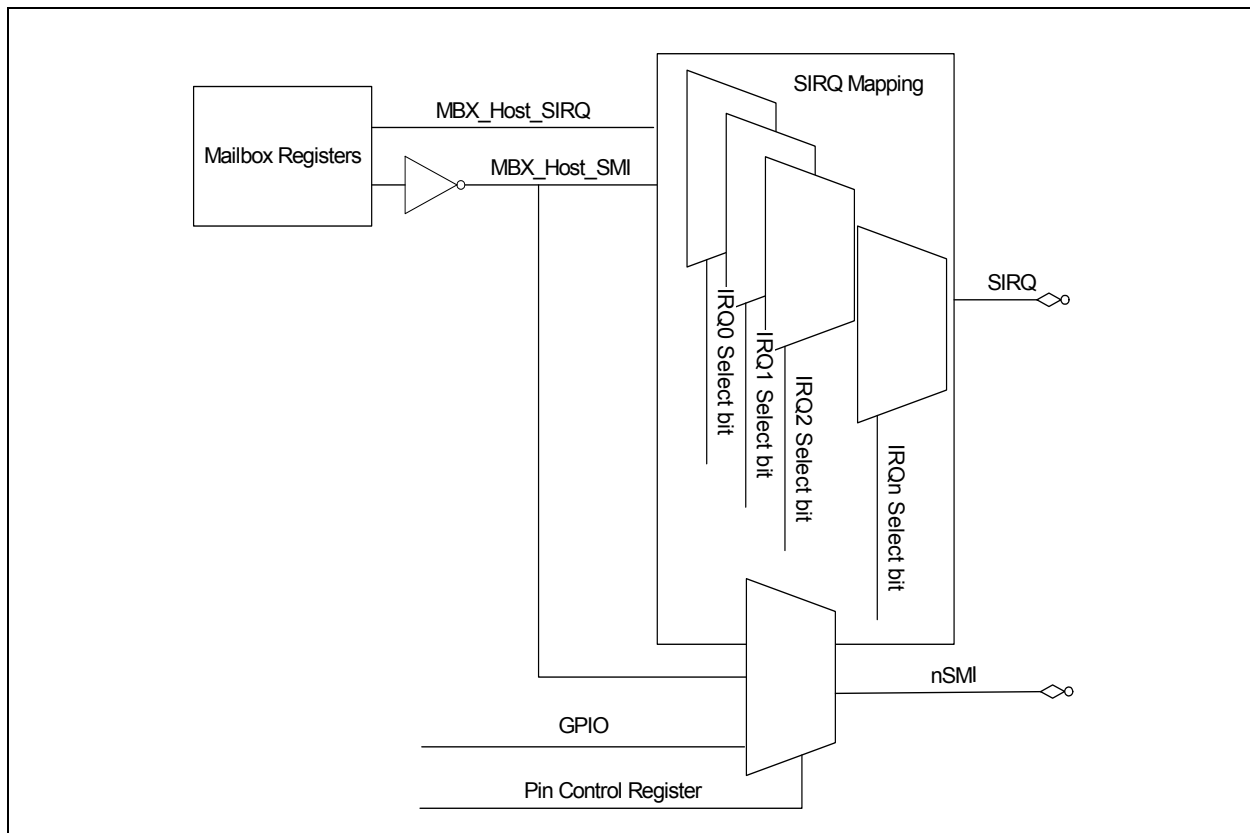 SIRQ Mapping
MBX_Host_SIRQ
Mailbox Registers
MBX_Host_SMI
SIRQ
IRQ0 Select bit
IRQ1 Select bit
IRQ2 Select bit
IRQn Select bit
nSMI
GPIO
Pin Control Register